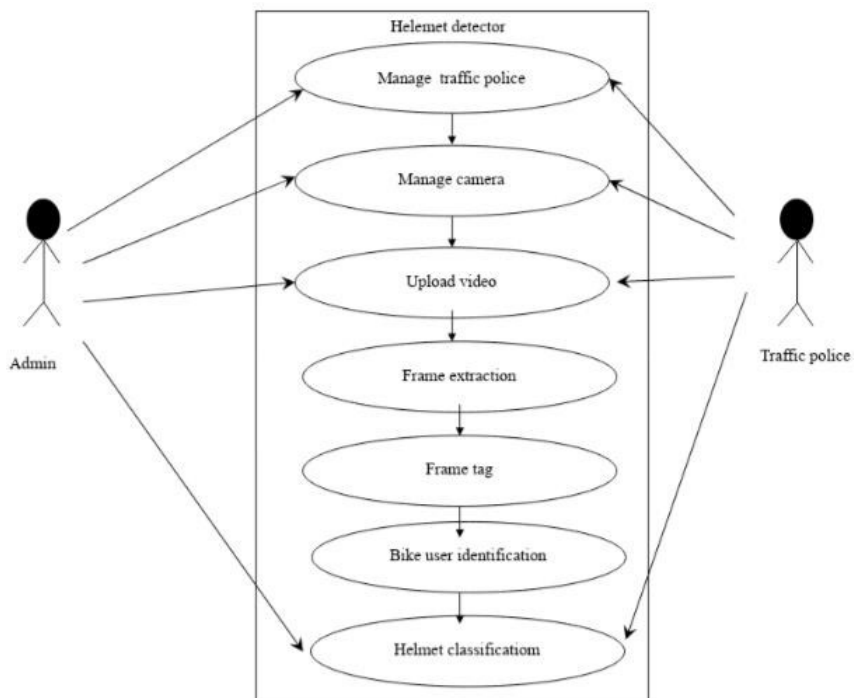 Helemet detector
Manage traffic police
Manage camera
Upload video
Admin
Traffic police
Frame extraction
Frame tag
Bike user identification
Helmet classificatiom